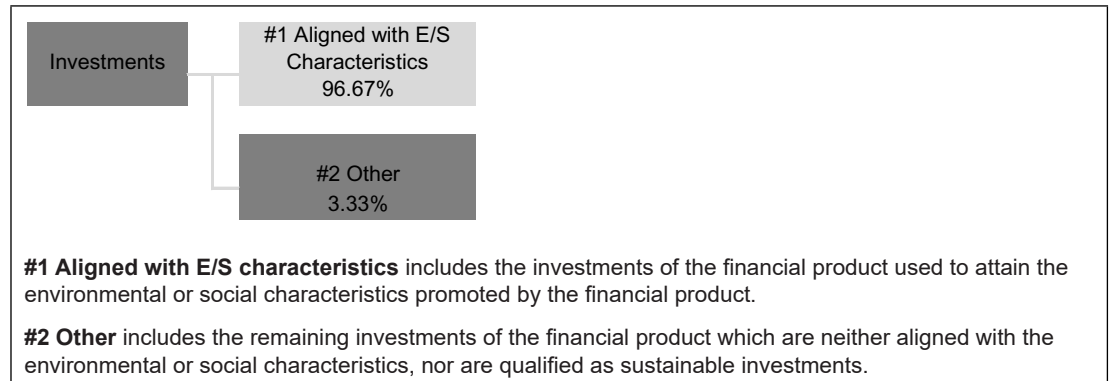 Investments
#1 Aligned with E/S
Characteristics
96.67%
#2 Other
3.33%
#1 Aligned with E/S characteristics includes the investments of the financial product used to attain the
environmental or social characteristics promoted by the financial product.
#2 Other includes the remaining investments of the financial product which are neither aligned with the
environmental or social characteristics, nor are qualified as sustainable investments.